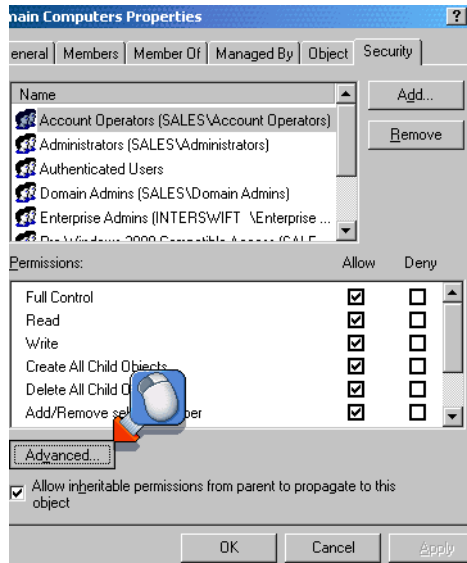 main Computers Properties
eneral Members Member Of Managed By Object Security
Name
Add...
Account Operators (SALES\Account Operators)
Remove
Administrators (SALES\Administrators)
Authenticated Users
Domain Admins (SALES\Domain Admins)
Enterprise Admins (INTERSWIFT \Enterprise ...
Permissions: Allow Deny
Full Control
Read
Write
Create All Child Objects
Delete All Child O
Add/Remove
Advanced...
Allow inheritable permissions from parent to propagate to this
object
OK Cancel Apply